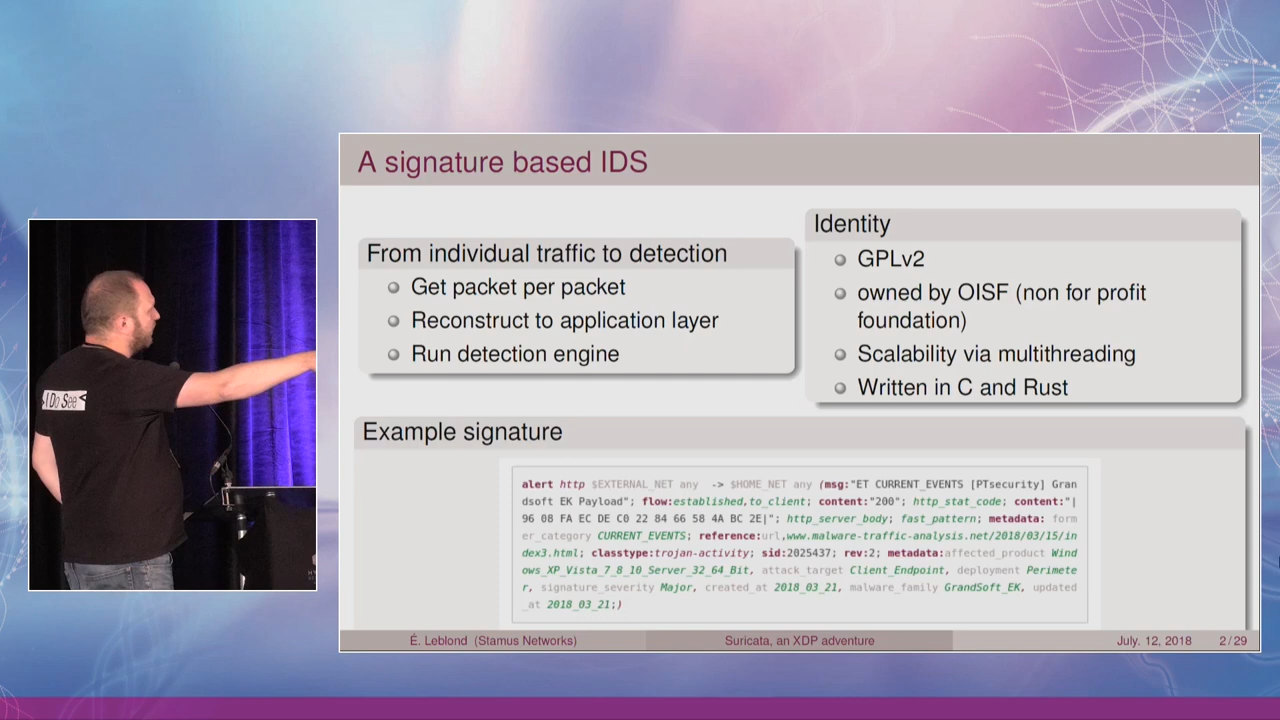 A signature based IDS
From individual traffic to detection
Get packet per packet
Reconstruct to application layer
Run detection engine
Identity
GPLv2
owned by OISF (non for profit
foundation)
Scalability via multithreading
Written in C and Rust
Example signature
alert http $EXTERNAL_NET any -> $HOME_NET any (msg:"ET CURRENT_EVENTS [PTsecurity] Gran
dsoft EK Payload"; flow:established,to_client; content:"200"; http_stat_code; content:"|
96 08 FA EC DE C0 22 84 66 58 4A BC 2E|"; http_server_body; fast_pattern; metadata: form
er_category CURRENT_EVENTS; reference:url,www.malware-traffic-analysis.net/2018/03/15/in
dex3.html; classtype:trojan-activity; sid:2025437; rev:2; metadata:affected_product Wind
ows_XP_Vista_7_8_10_Server_32_64_Bit, attack_target Client_Endpoint, deployment Perimete
r, signature_severity Major, created_at 2018_03_21, malware_family GrandSoft_EK, updated
_at 2018_03_21;)
É. Leblond (Stamus Networks)
Suricata, an XDP adventure
July. 12, 2018
2 / 29
I Do See